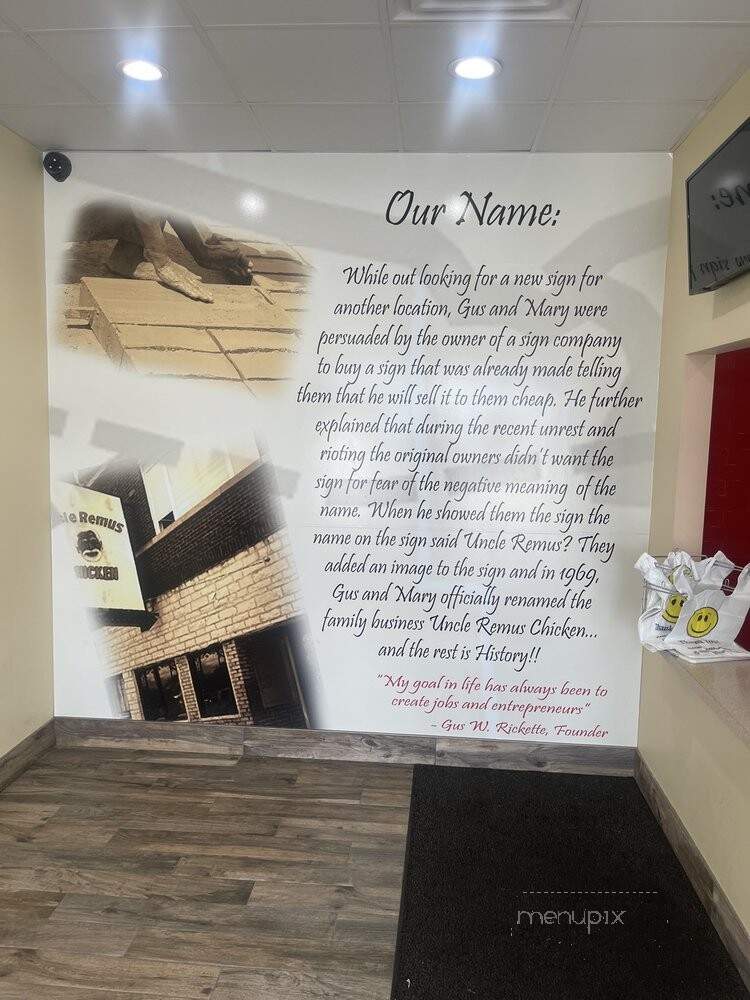 Our Name:
While out looking for a new sign for
another location, Gus and Mary were
persuaded by the owner of a sign company
to buy a sign that was already made telling
them that he will sell it to them cheap. He further
explained that during the recent unrest and
rioting the original owners didn't want the
sign for fear of the negative meaning of the
name. When he showed them the sign the
name on the sign said Uncle Remus? They
added an image to the sign and in 1969,
Gus and Mary officially renamed the
family business Uncle Remus Chicken...
and the rest is History!!
"My goal in life has always been to
create jobs and entrepreneurs"
- Gus W. Rickette, Founder
Remus
menupix